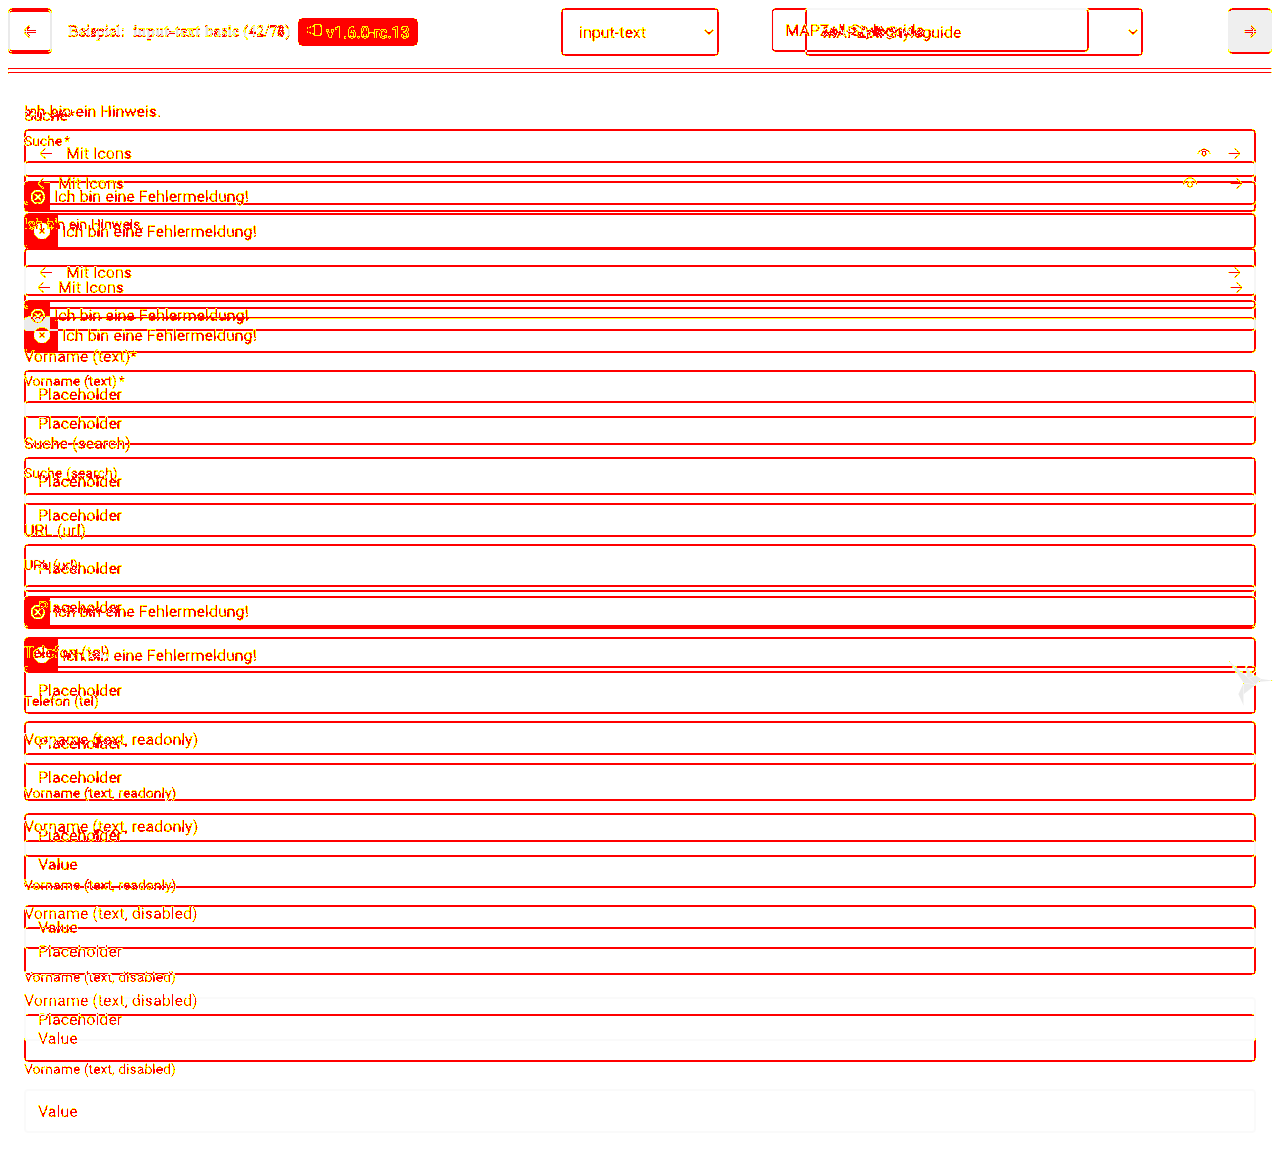 Beispiel: input-text basic (42/78) v1.6.0-rc.13 input-text Styleguide
Ich bin ein Hinweis.
Suche*
Suche*
Mit Icons
Mit Icons
Ich bin eine Fehlermeldung!
Ich bin ein Hinweis.
Ich bin eine Fehlermeldung!
Mit Icons
Mit Icons
Ich bin eine Fehlermeldung!
Ich bin eine Fehlermeldung!
Vorname (text)*
Vorname (text)*
Placeholder
Placeholder
Suche (search)
Suche (search)
Placeholder
Placeholder
URL (url)
URL (url)
Placeholder
Placeholder
Ich bin eine Fehlermeldung!
Telefon (tel)
Ich bin eine Fehlermeldung!
Placeholder
Telefon (tel)
Vorname (text, readonly)
Placeholder
Placeholder
Vorname (text, readonly)
Vorname (text, readonly)
Placeholder
Value
Vorname (text, readonly)
Vorname (text, disabled)
Value
Placeholder
Vorname (text, disabled)
Vorname (text, disabled)
Placeholder
Value
Vorname (text, disabled)
Value